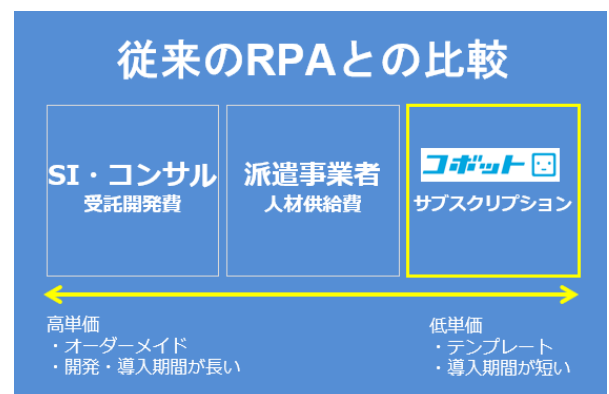 従来のRPAとの比較
SI・コンサル
受託開発費
派遣事業者
人材供給費
コボット
サブスクリプション
高単価
・オーダーメイド
・開発・導入期間が長い
低単価
・テンプレート
・導入期間が短い